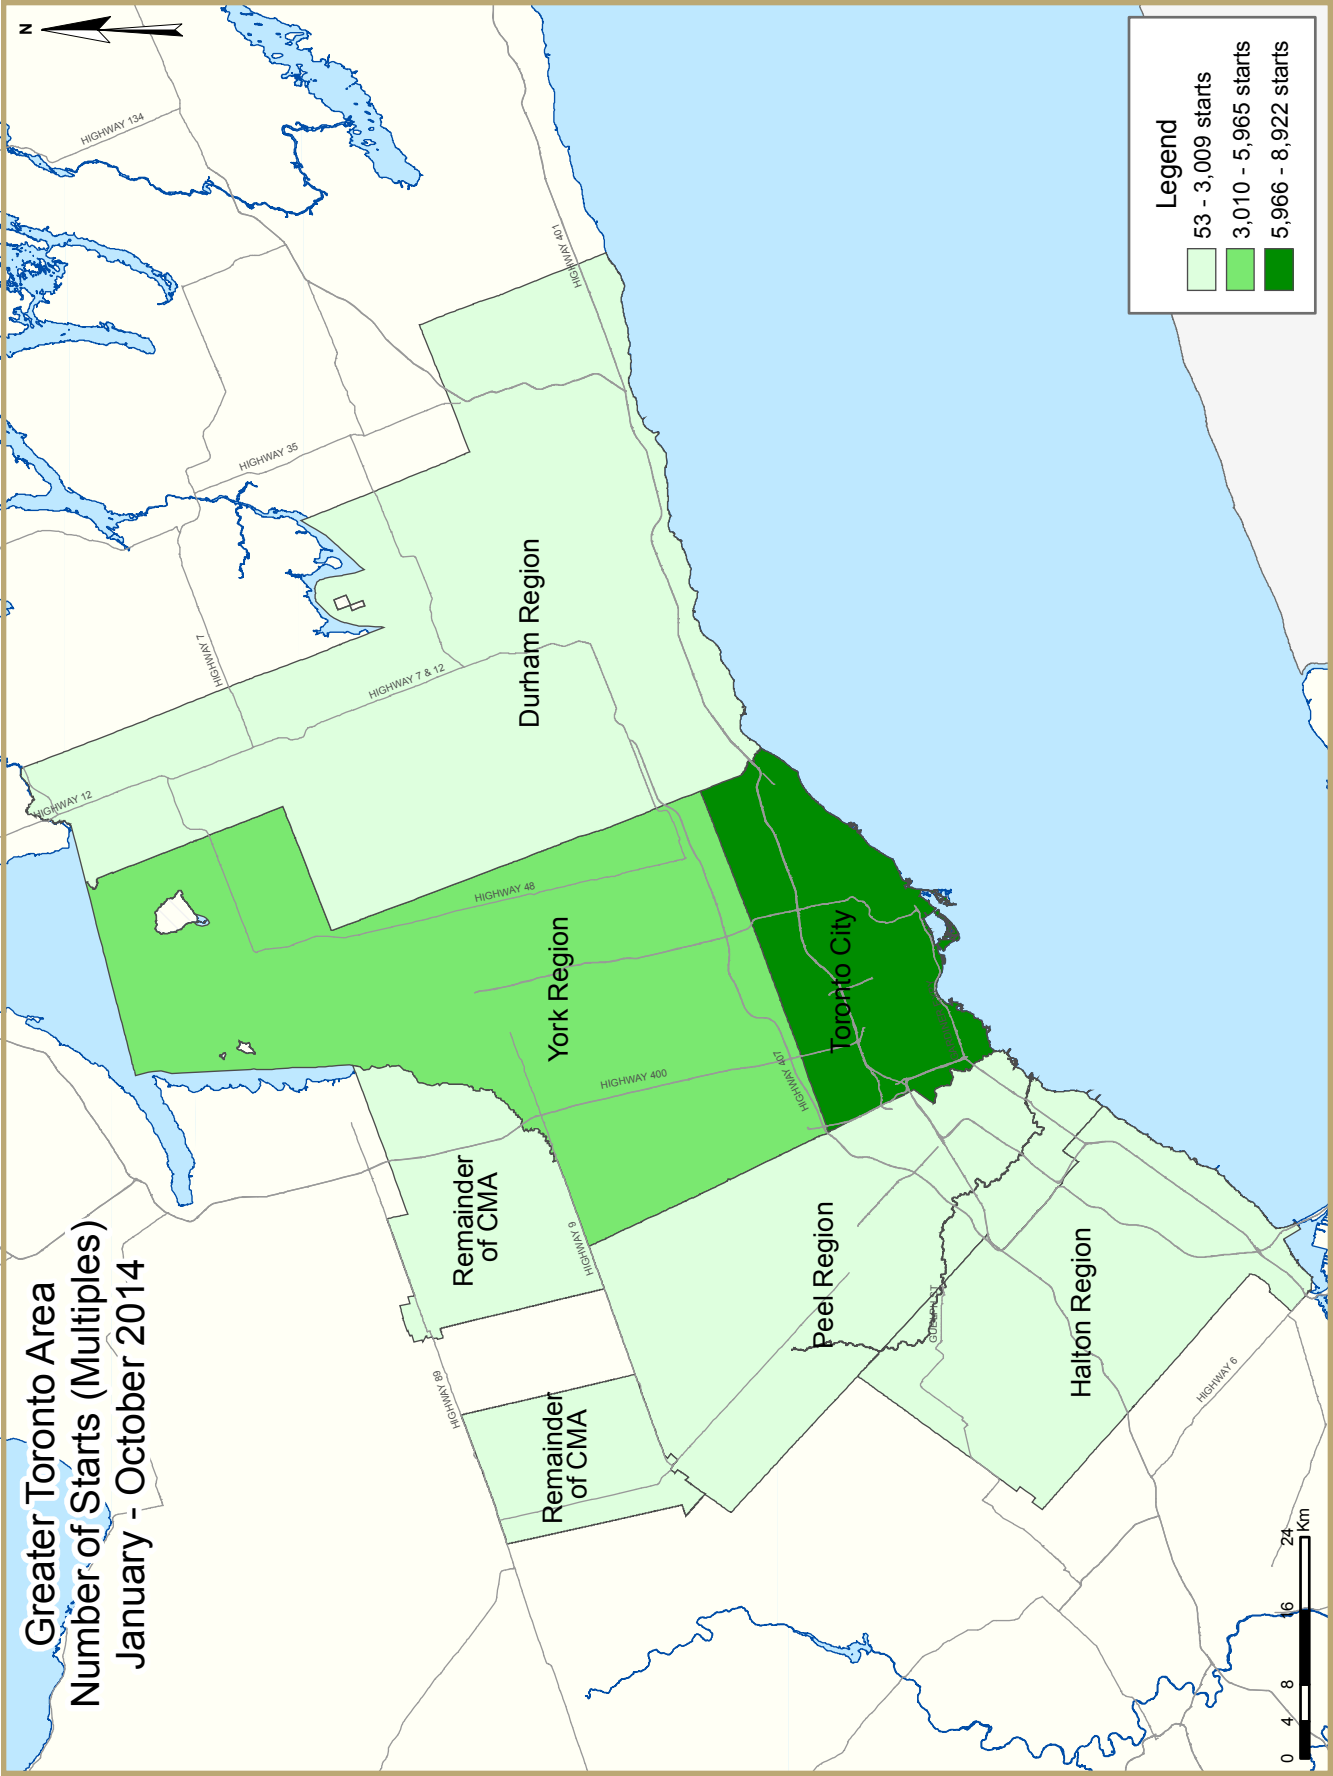 Greater Toronto Area
Number of Starts (Multiples)
January - October 2014
N
HIGHWAY 134
HIGHWAY 401
HIGHWAY 35
HIGHWAY 7
HIGHWAY 7 & 12
HIGHWAY 12
Durham Region
HIGHWAY 48
York Region
HIGHWAY 400
HIGHWAY 407
Toronto City
Remainder
of CMA
HIGHWAY 9
HIGHWAY 89
Remainder
of CMA
Peel Region
GUELPH ST
Halton Region
HIGHWAY 6
Legend
53 - 3,009 starts
3,010 - 5,965 starts
5,966 - 8,922 starts
0 4 8 16 24
Km